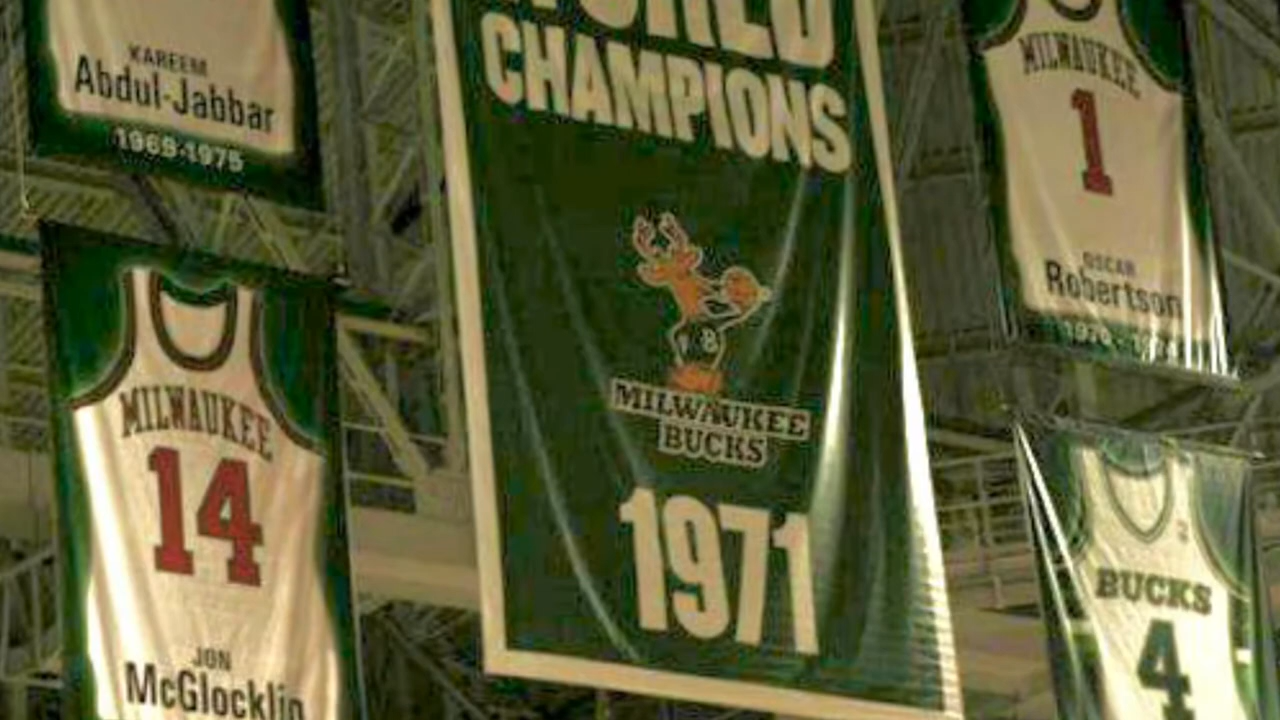 KAREEM
Abdul-Jabbar
1969-1975
MILWAUKEE
14
JON
McGlocklin
WORLD
CHAMPIONS
B
MILWAUKEE
BUCKS
1971
MILWAUKEE
1
OSCAR
Robertson
BUCKS
4